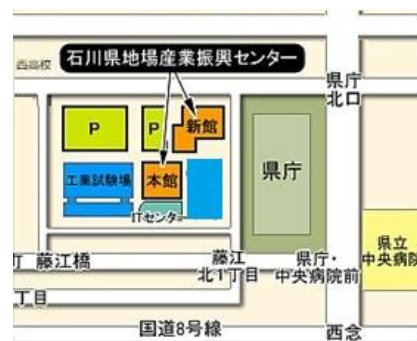 石川県地場産業振興センター
西高校
県庁
北口
P
P
新館
県庁
工業試験場
本館
ITセンタ
県立
中央病院
町 藤江橋
藤江
北1丁目
県庁・
中央病院前
丁目
国道8号線
西念